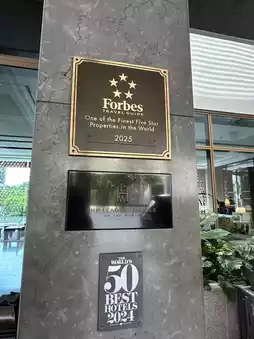 Forbes
TRAVEL GUIDE
One of the Finest Five Star
Properties in the World
2025
THE WORLD'S
50
BEST
HOTELS
2024